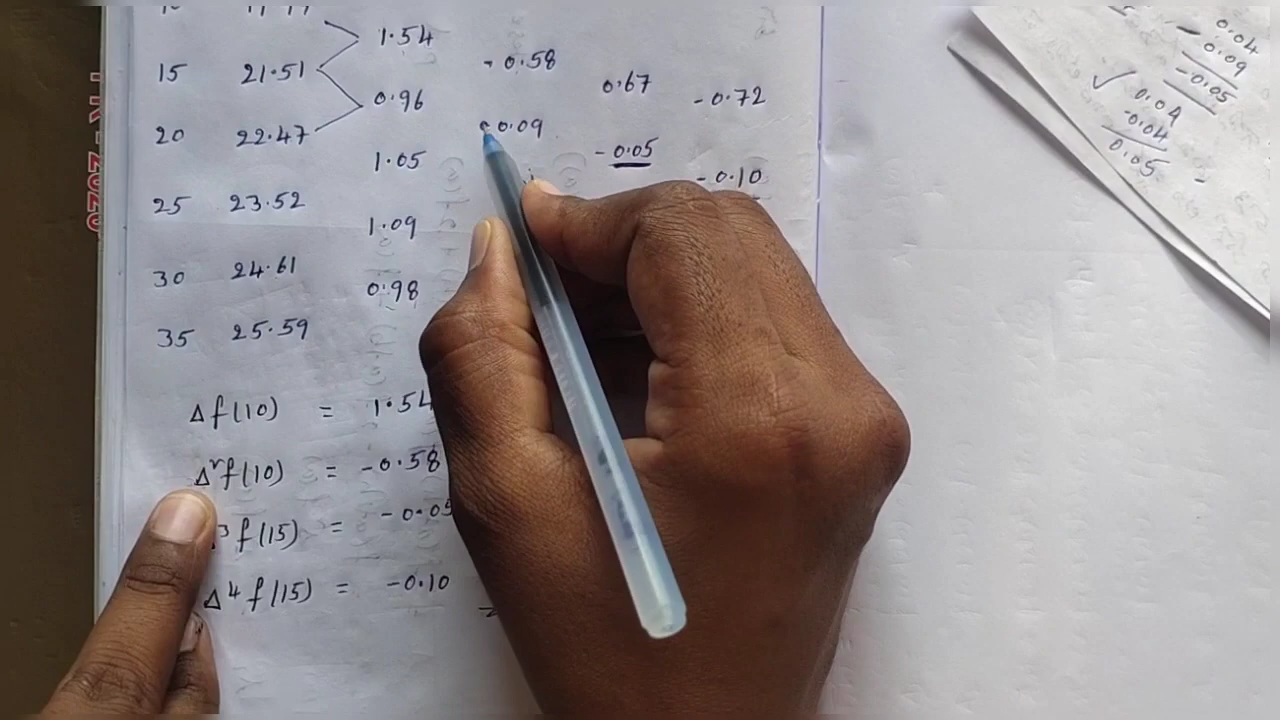 1.54
15 21.51 -0.58
0.96 0.67 -0.72
20 22.47 0.09
1.05 -0.05
25 23.52 -0.10
1.09
30 24.61
0.98
35 25.59
Δf(10) = 1.54
Δ²f(10) = -0.58
³f(15) = -0.05
Δ⁴f(15) = -0.10
0.04
- 0.09
-0.05
✓ 0.04
-0.04
0.05
-